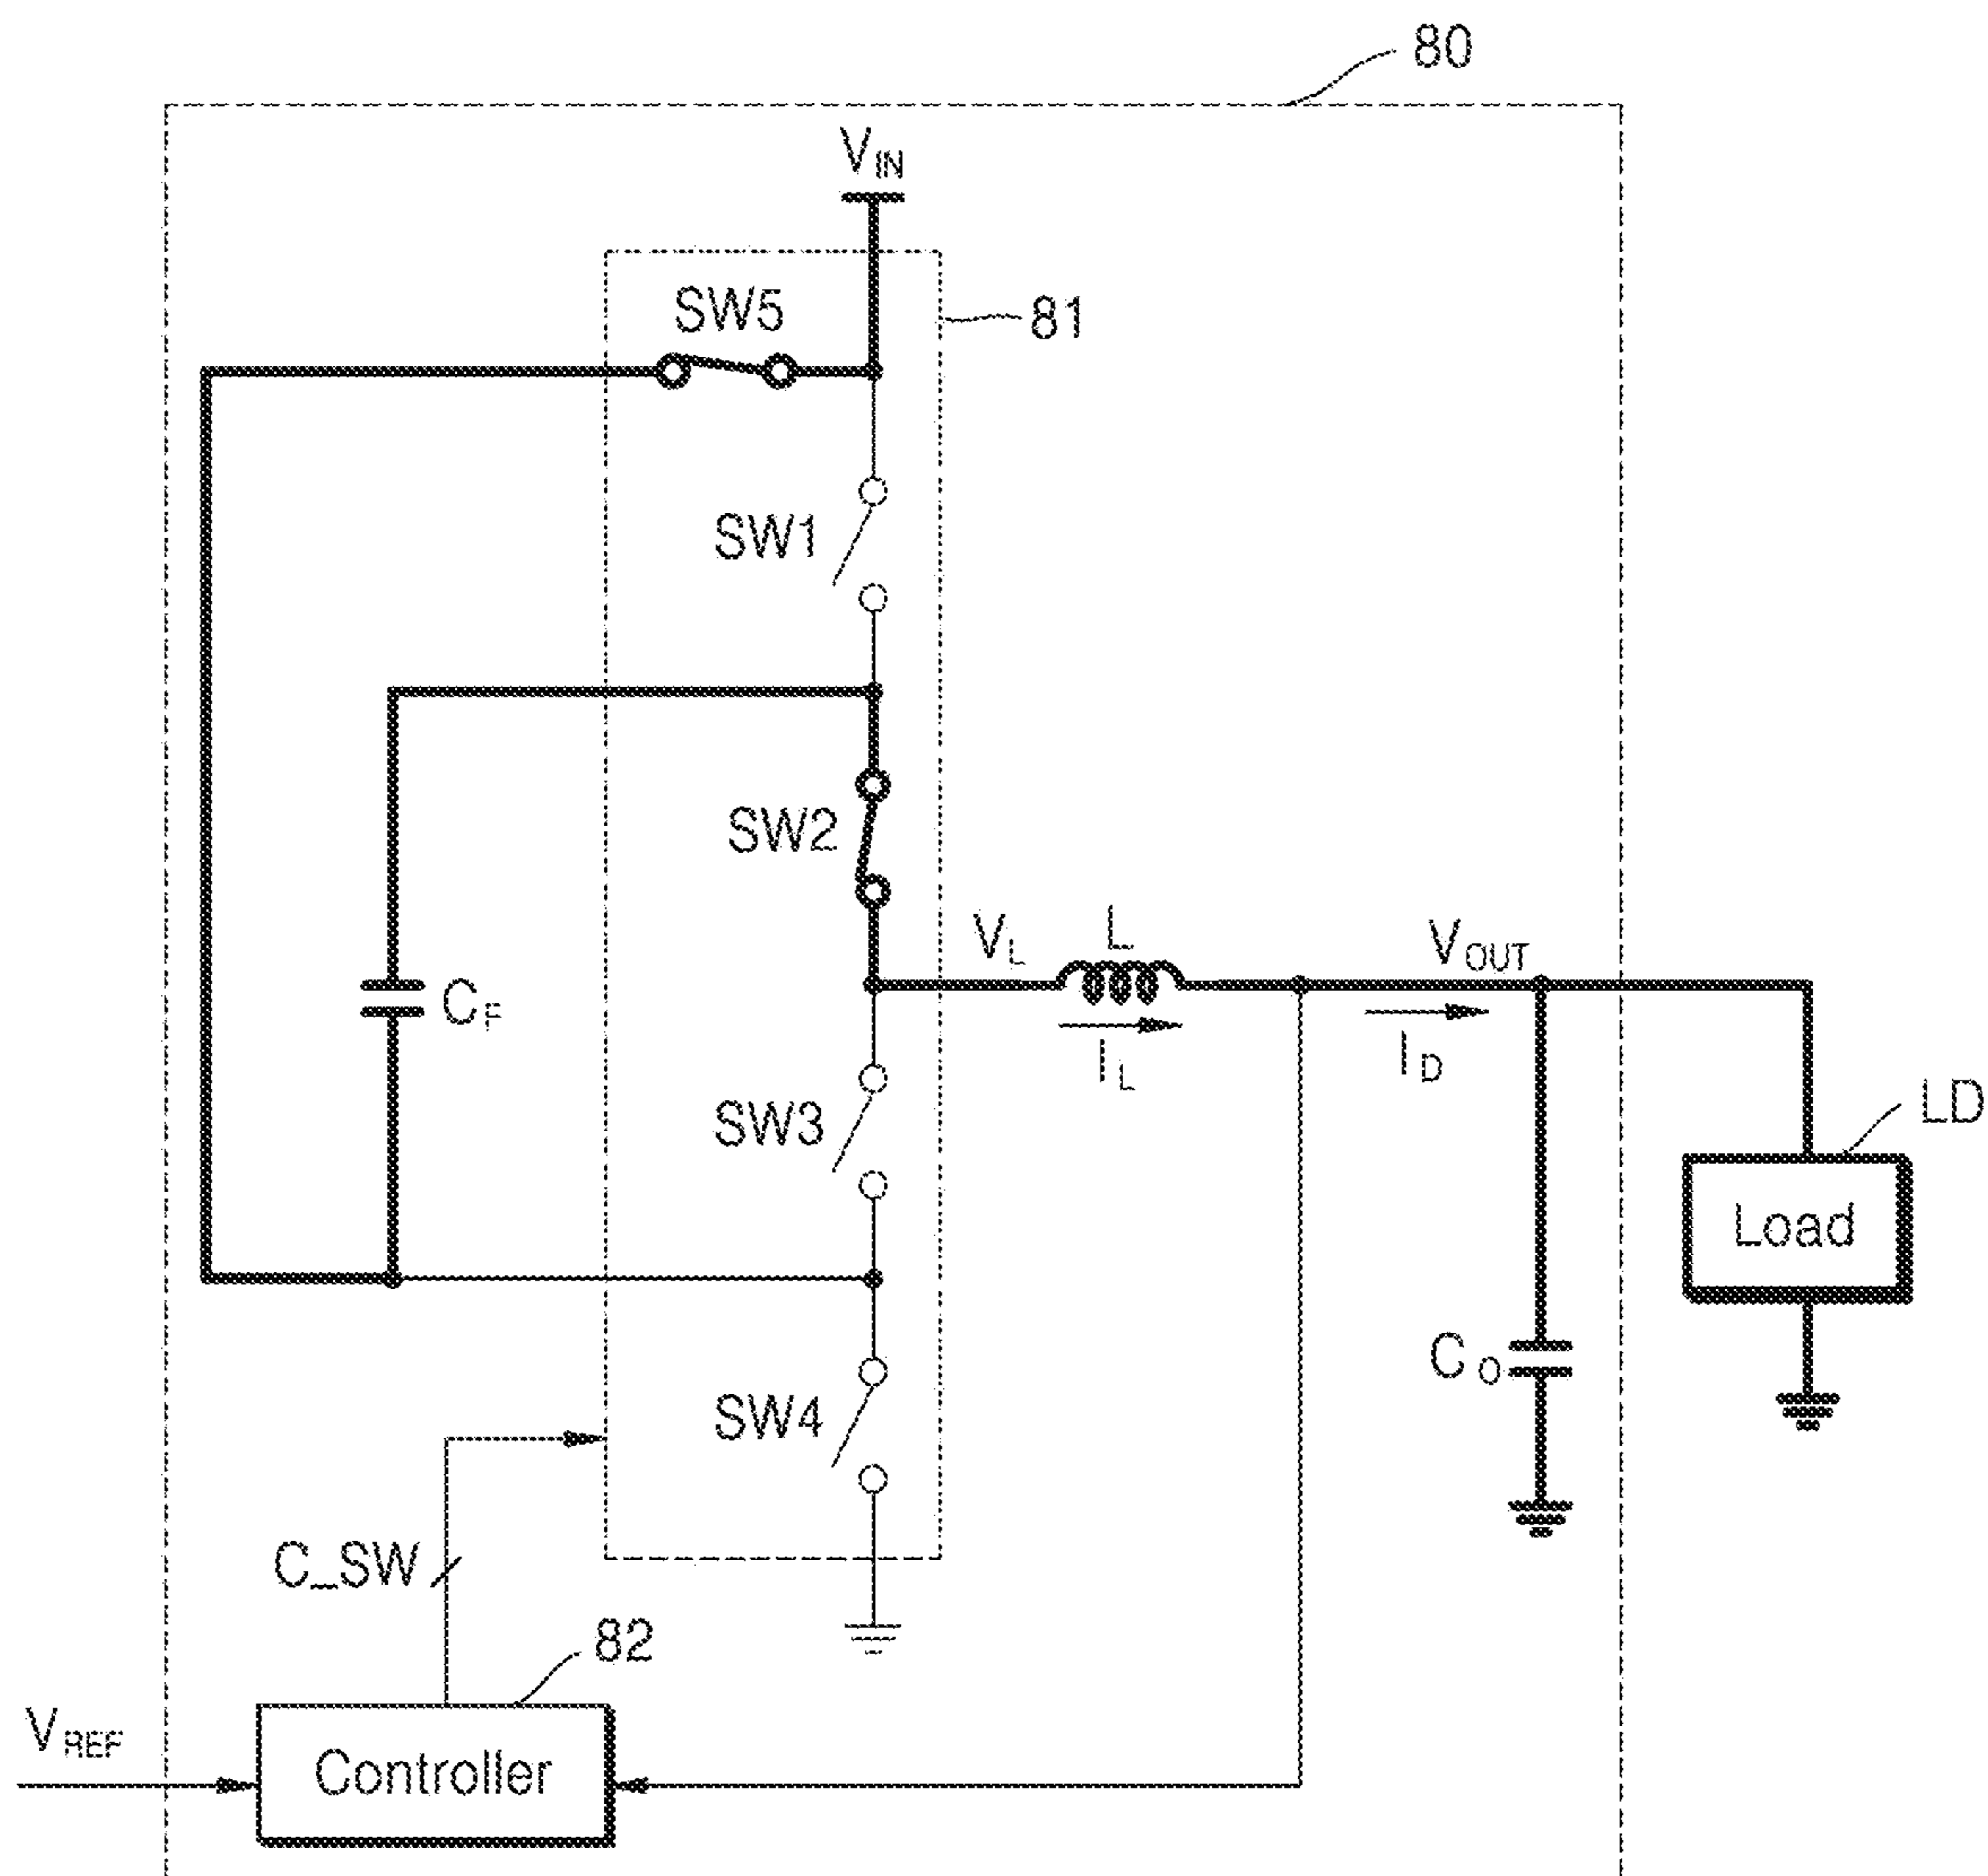 80
VIN
SW5
81
SW1
SW2
VL
L
VOUT
CF
IL
ID
SW3
LD
Load
CO
SW4
C_SW
82
VREF
Controller